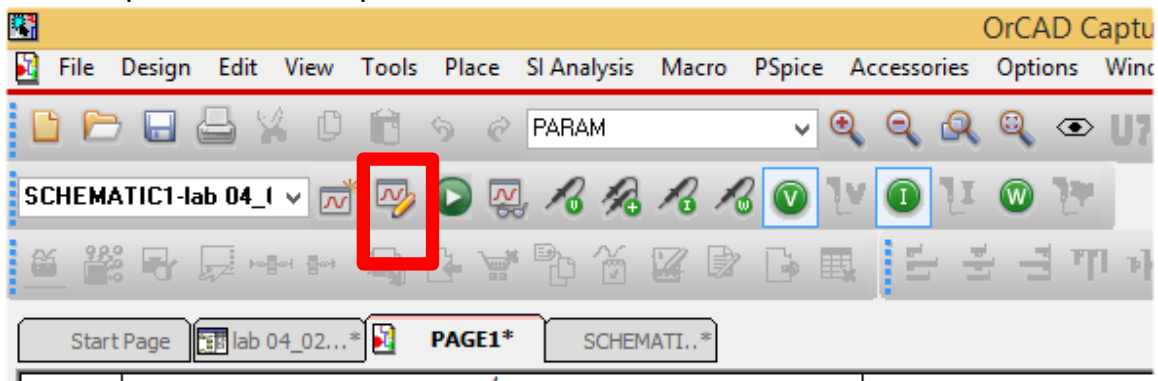 OrCAD Captu
File Design Edit View Tools Place SI Analysis Macro PSpice Accessories Options Wind
PARAM U?
SCHEMATIC1-lab 04_( V I W
Start Page lab 04_02...* PAGE1* SCHEMATI..*